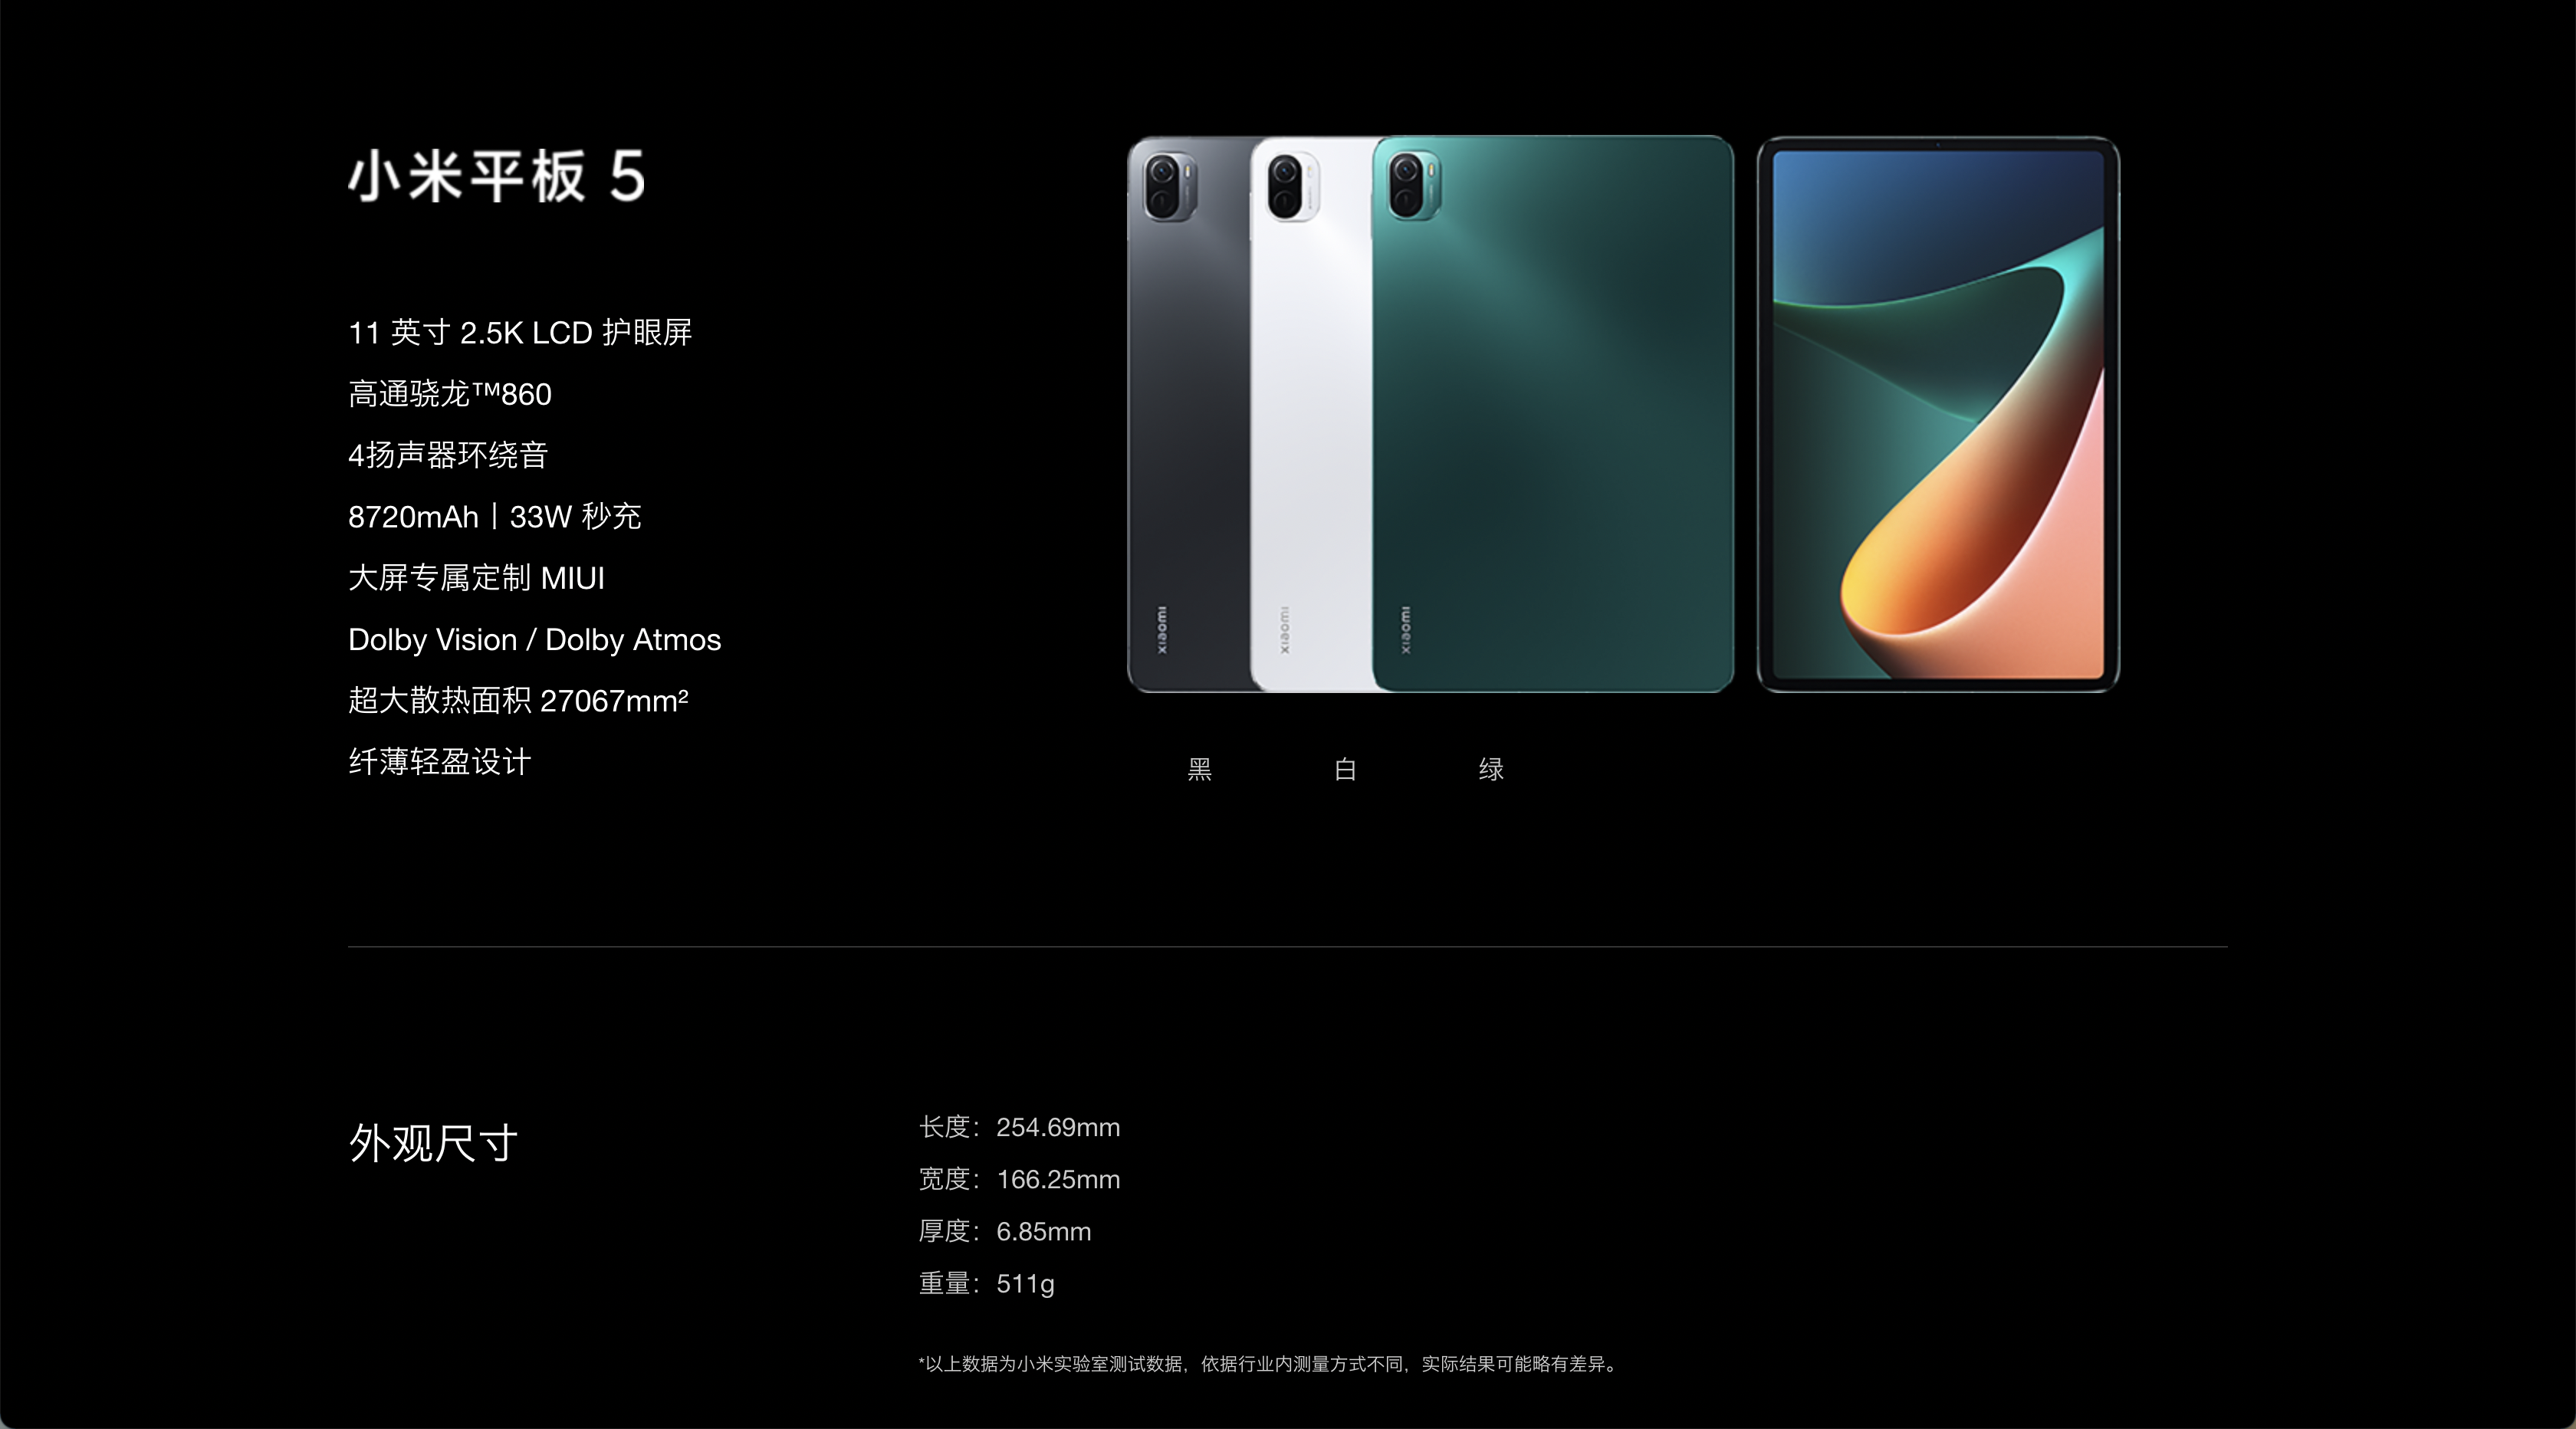 小米平板 5
11 英寸 2.5K LCD 护眼屏
高通骁龙™860
4扬声器环绕音
8720mAh | 33W 秒充
大屏专属定制 MIUI
Dolby Vision / Dolby Atmos
超大散热面积 27067mm²
纤薄轻盈设计
xiaomi
xiaomi
xiaomi
黑 白 绿
外观尺寸
长度：254.69mm
宽度：166.25mm
厚度：6.85mm
重量：511g
*以上数据为小米实验室测试数据，依据行业内测量方式不同，实际结果可能略有差异。